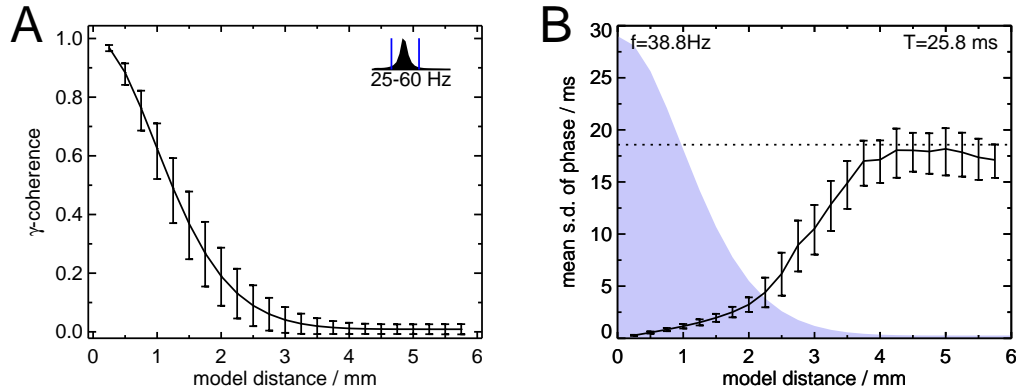 A
1.0
0.8
0.6
0.4
0.2
0.0
γ-coherence
25-60 Hz
0 1 2 3 4 5 6
model distance / mm
B
30
25
20
15
10
5
0
mean s.d. of phase / ms
f=38.8Hz T=25.8 ms
0 1 2 3 4 5 6
model distance / mm